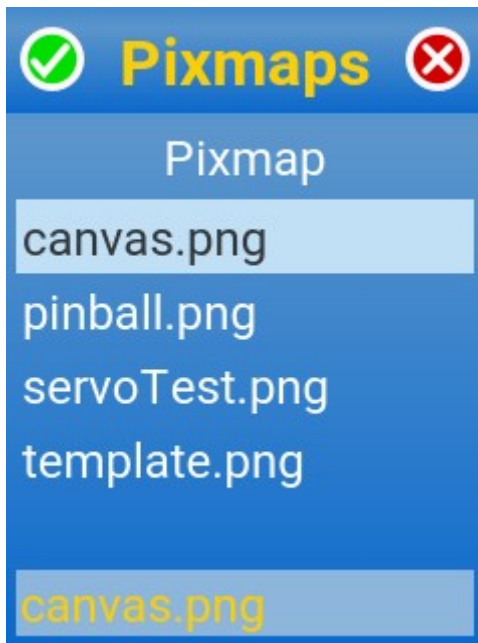 Pixmaps
Pixmap
canvas.png
pinball.png
servoTest.png
template.png
canvas.png